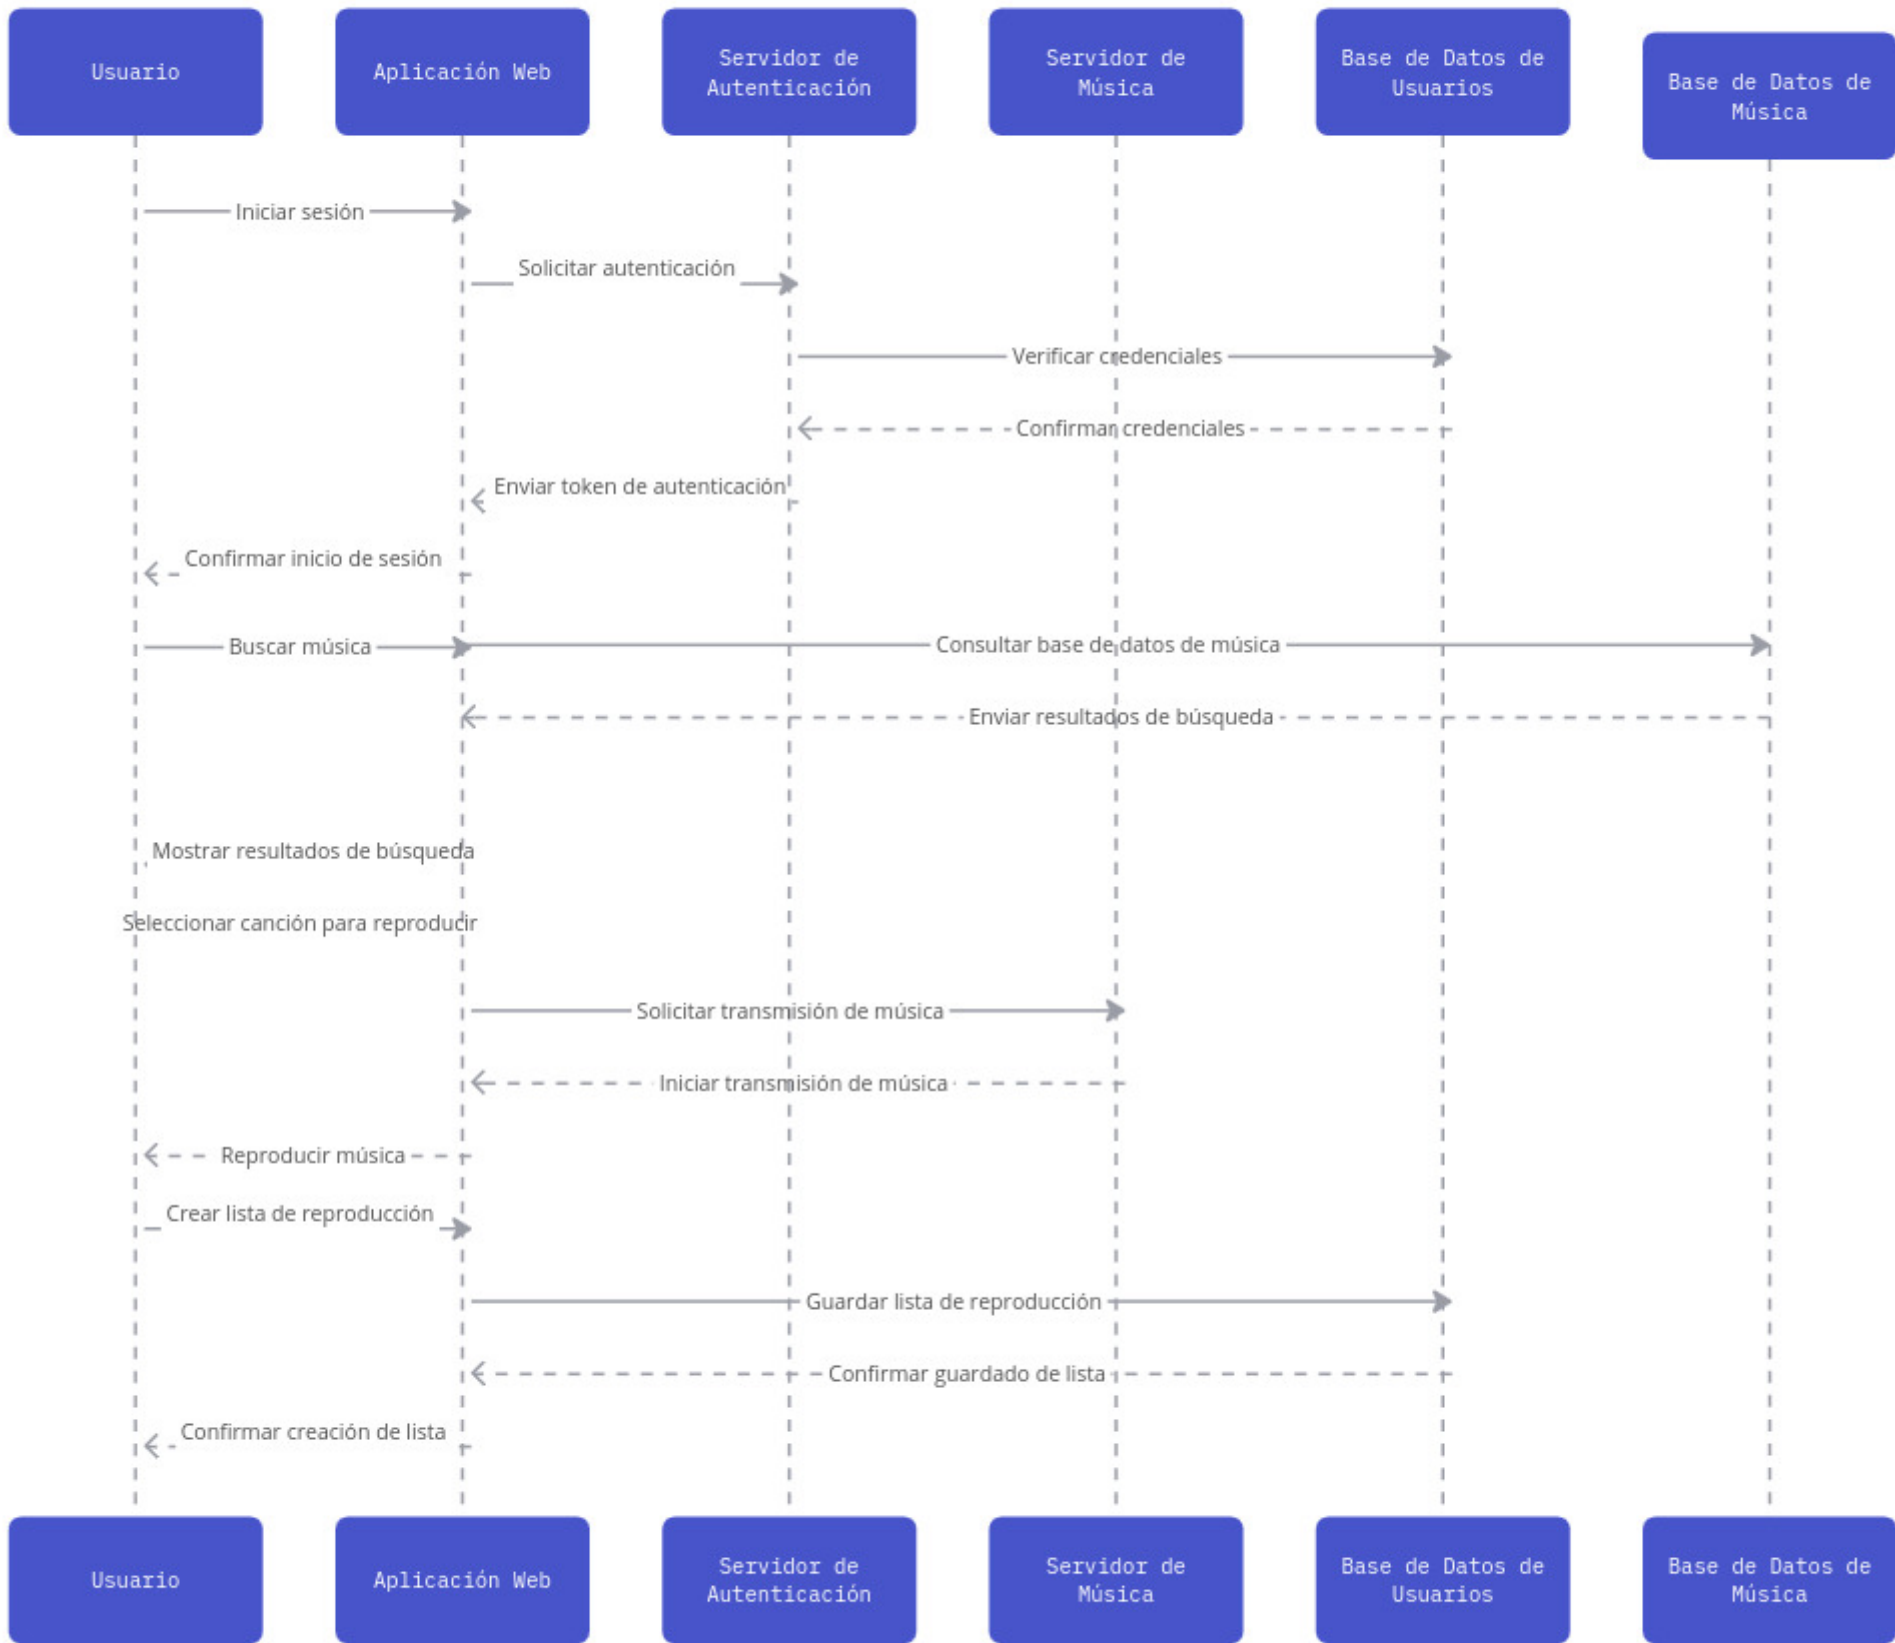 Usuario
Aplicación Web
Servidor de
Autenticación
Servidor de
Música
Base de Datos de
Usuarios
Base de Datos de
Música
Iniciar sesión
Solicitar autenticación
Verificar credenciales
Confirmar credenciales
Enviar token de autenticación
Confirmar inicio de sesión
Buscar música
Consultar base de datos de música
Enviar resultados de búsqueda
Mostrar resultados de búsqueda
Seleccionar canción para reproducir
Solicitar transmisión de música
Iniciar transmisión de música
Reproducir música
Crear lista de reproducción
Guardar lista de reproducción
Confirmar guardado de lista
Confirmar creación de lista
Usuario
Aplicación Web
Servidor de
Autenticación
Servidor de
Música
Base de Datos de
Usuarios
Base de Datos de
Música